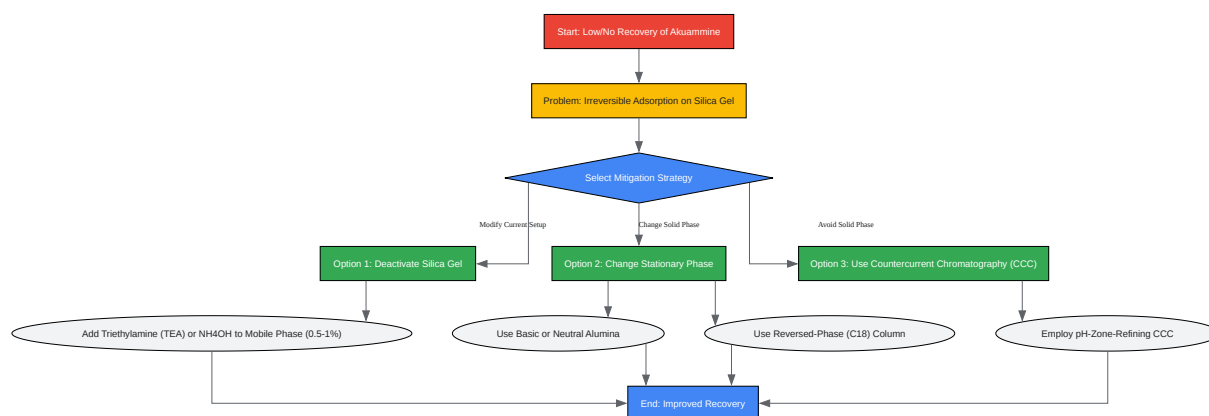 Start: Low/No Recovery of Akuammine
Problem: Irreversible Adsorption on Silica Gel
Select Mitigation Strategy
Modify Current Setup
Change Solid Phase
Avoid Solid Phase
Option 1: Deactivate Silica Gel
Option 2: Change Stationary Phase
Option 3: Use Countercurrent Chromatography (CCC)
Add Triethylamine (TEA) or NH4OH to Mobile Phase (0.5-1%)
Use Basic or Neutral Alumina
Use Reversed-Phase (C18) Column
Employ pH-Zone-Refining CCC
End: Improved Recovery